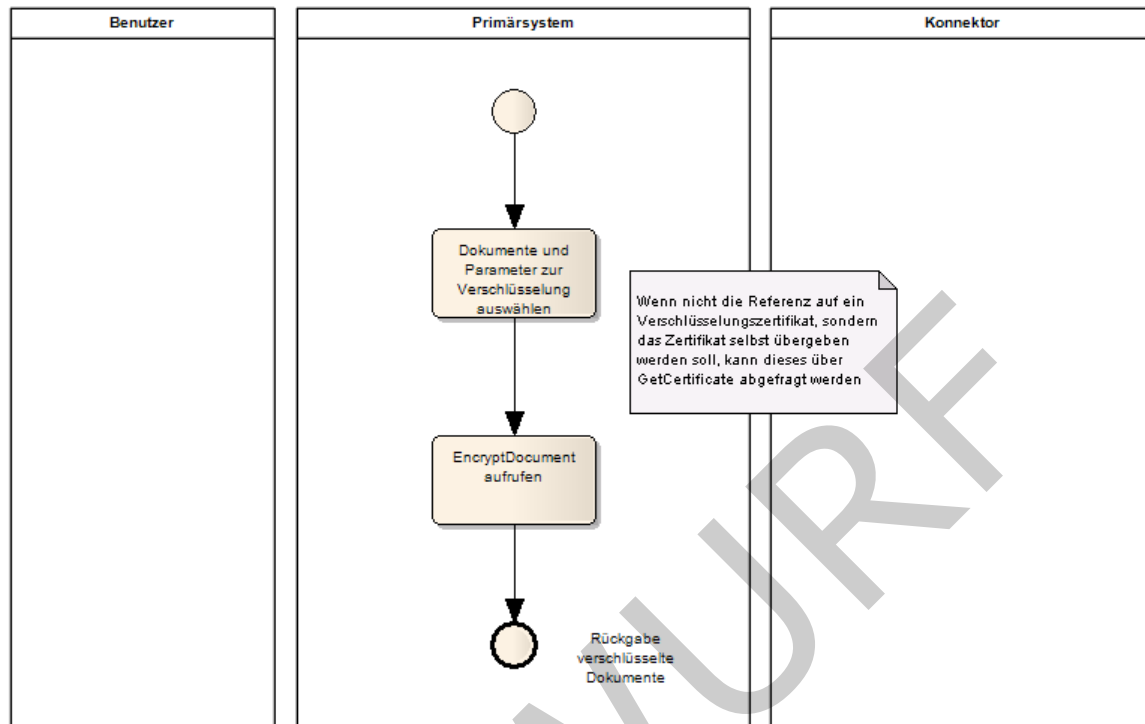 Benutzer
Primärsystem
Konnektor
Dokumente und
Parameter zur
Verschlüsselung
auswählen
Wenn nicht die Referenz auf ein
Verschlüsselungszertifikat, sondern
das Zertifikat selbst übergeben
werden soll, kann dieses über
GetCertificate abgefragt werden
EncryptDocument
aufrufen
Rückgabe
verschlüsselte
Dokumente
WURF